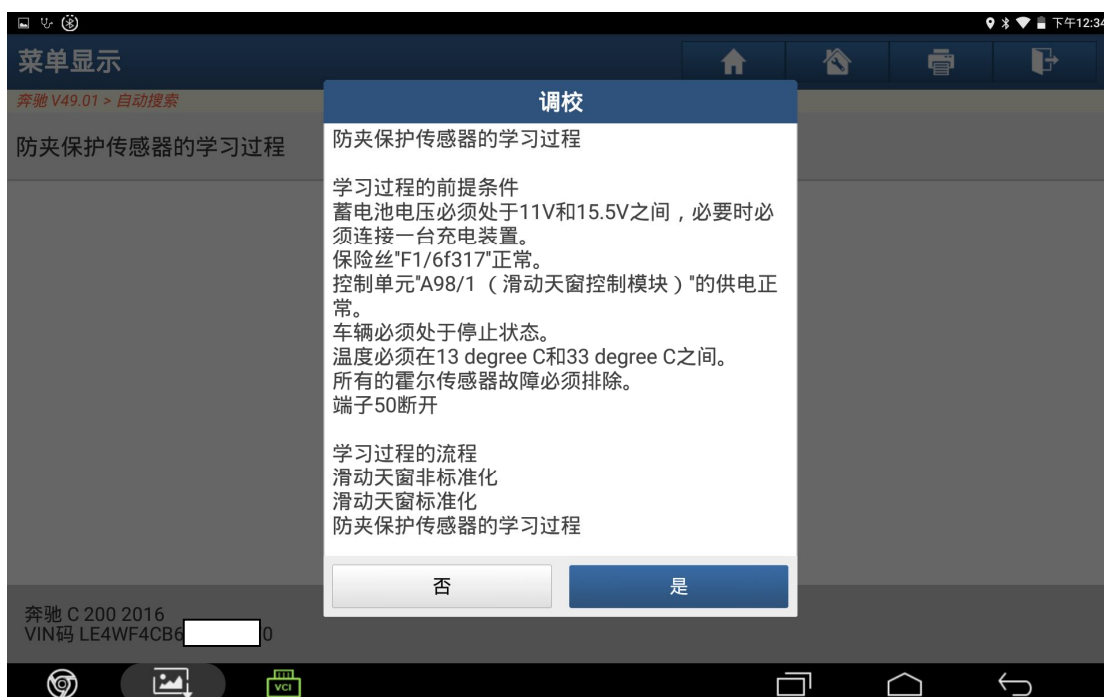 下午12:34
菜单显示
奔驰 V49.01 > 自动搜索
防夹保护传感器的学习过程
调校
防夹保护传感器的学习过程
学习过程的前提条件
蓄电池电压必须处于11V和15.5V之间，必要时必
须连接一台充电装置。
保险丝"F1/6f317"正常。
控制单元"A98/1 （滑动天窗控制模块）"的供电正
常。
车辆必须处于停止状态。
温度必须在13 degree C和33 degree C之间。
所有的霍尔传感器故障必须排除。
端子50断开
学习过程的流程
滑动天窗非标准化
滑动天窗标准化
防夹保护传感器的学习过程
否
是
奔驰 C 200 2016
VIN码 LE4WF4CB6 0
VCI